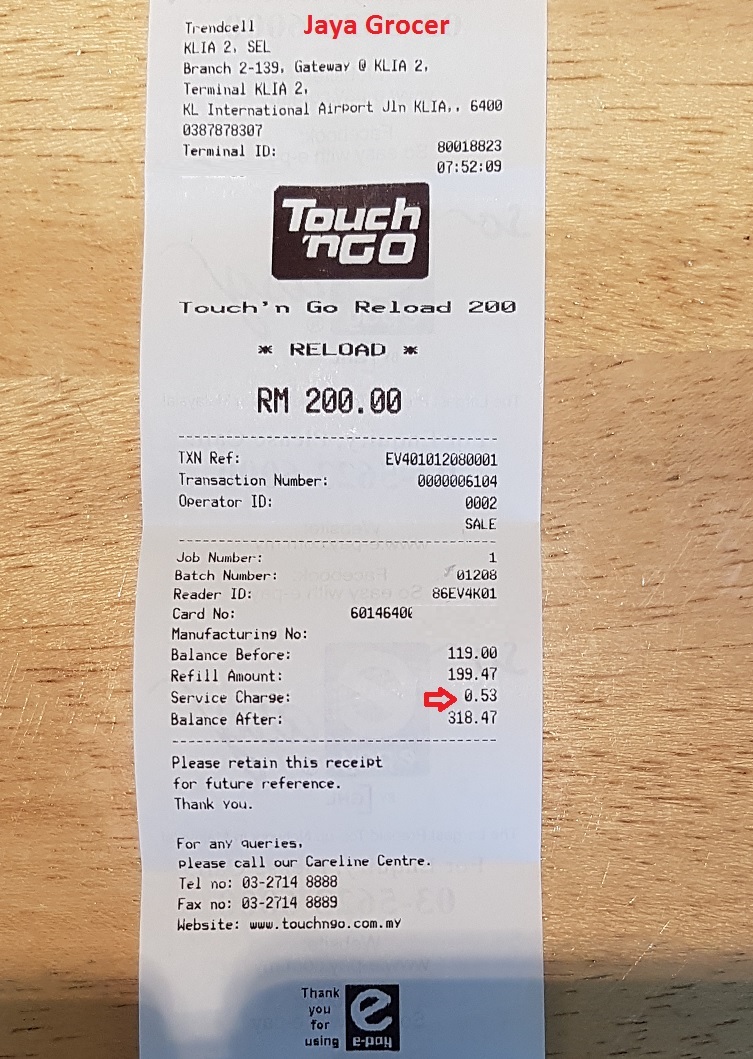 Jaya Grocer
Trendcell
KLIA 2, SEL
Branch 2-139, Gateway @ KLIA 2,
Terminal KLIA 2,
KL International Airport Jln KLIA,, 6400
0387878307
Terminal ID: 80018823
07:52:09
Touch
'nGO
Touch'n Go Reload 200
* RELOAD *
RM 200.00
TXN Ref: EV401012080001
Transaction Number: 0000006104
Operator ID: 0002
SALE
Job Number: 1
Batch Number: 01208
Reader ID: 86EV4K01
Card No: 60146400
Manufacturing No:
Balance Before: 119.00
Refill Amount: 199.47
Service Charge: 0.53
Balance After: 318.47
Please retain this receipt
for future reference.
Thank you.
For any queries,
please call our Careline Centre.
Tel no: 03-2714 8888
Fax no: 03-2714 8889
Website: www.touchngo.com.my
Thank
you
for
using e-pay